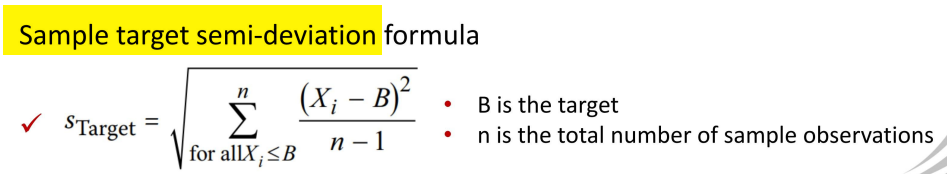 Sample target semi-deviation formula
✓ s_Target = √( n ∑ for all X_i ≤ B (X_i − B)² / n − 1 )
• B is the target
• n is the total number of sample observations